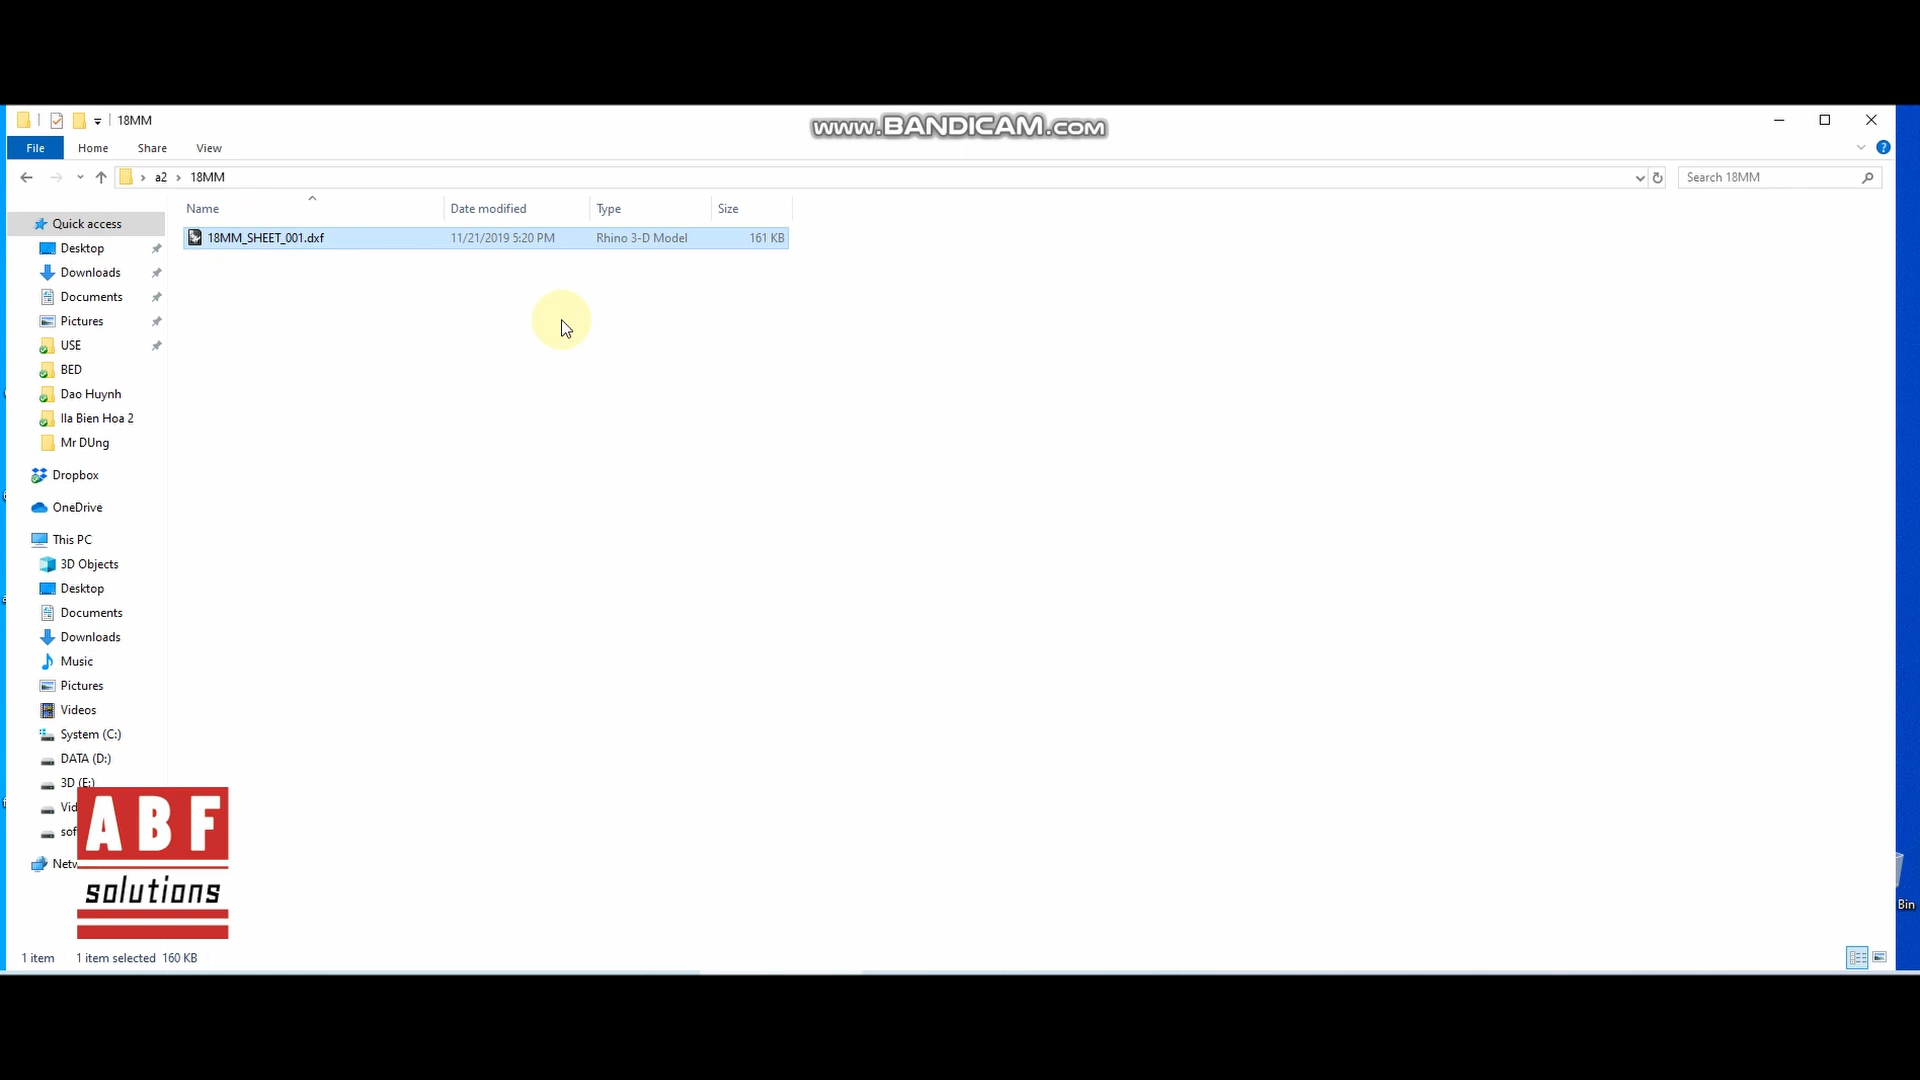 18MM
www.BANDICAM.com
File Home Share View
a2 18MM
Search 18MM
Name Date modified Type Size
18MM_SHEET_001.dxf 11/21/2019 5:20 PM Rhino 3-D Model 161 KB
Quick access
Desktop
Downloads
Documents
Pictures
USE
BED
Dao Huynh
Ila Bien Hoa 2
Mr DUng
Dropbox
OneDrive
This PC
3D Objects
Desktop
Documents
Downloads
Music
Pictures
Videos
System (C:)
DATA (D:)
3D (E:)
Vid
sof
Netw
ABF
solutions
Bin
1 item 1 item selected 160 KB